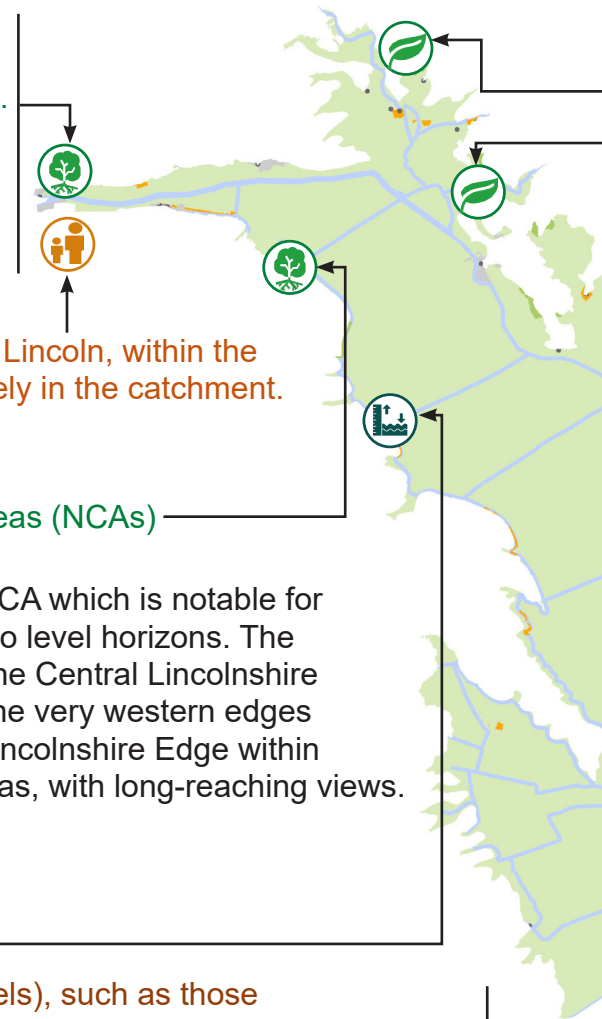 .
Lincoln, within the
ely in the catchment.
eas (NCAs)
CA which is notable for
o level horizons. The
he Central Lincolnshire
he very western edges
incolnshire Edge within
as, with long-reaching views.
els), such as those